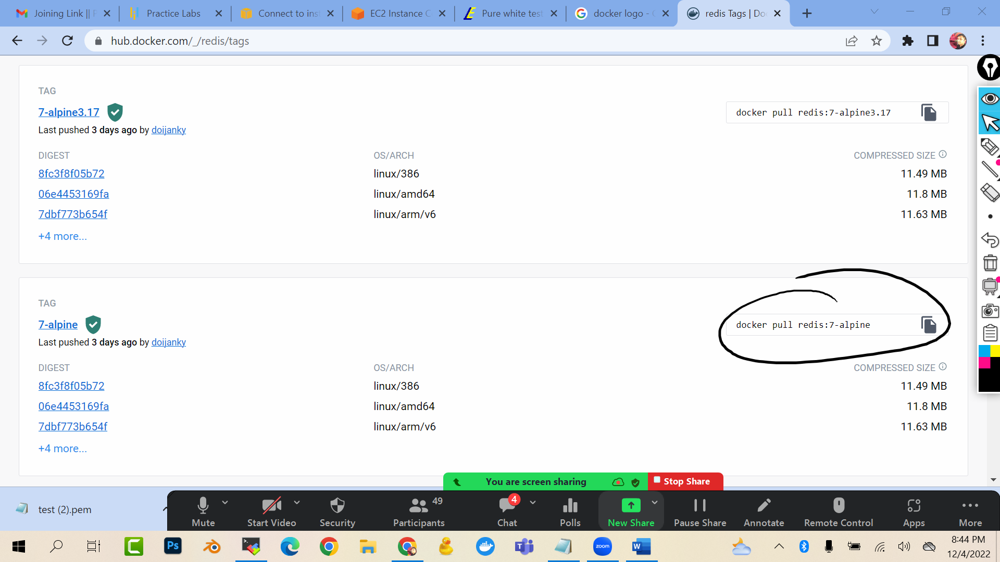 Joining Link || P
Practice Labs
Connect to inst
EC2 Instance C
Pure white test
docker logo - G
redis Tags | Doc
hub.docker.com/_/redis/tags
TAG
7-alpine3.17
docker pull redis:7-alpine3.17
Last pushed 3 days ago by doijanky
DIGEST OS/ARCH COMPRESSED SIZE
8fc3f8f05b72 linux/386 11.49 MB
06e4453169fa linux/amd64 11.8 MB
7dbf773b654f linux/arm/v6 11.63 MB
+4 more...
TAG
7-alpine
docker pull redis:7-alpine
Last pushed 3 days ago by doijanky
DIGEST OS/ARCH COMPRESSED SIZE
8fc3f8f05b72 linux/386 11.49 MB
06e4453169fa linux/amd64 11.8 MB
7dbf773b654f linux/arm/v6 11.63 MB
+4 more...
You are screen sharing Stop Share
test (2).pem
49
4
Mute Start Video Security Participants Chat Polls New Share Pause Share Annotate Remote Control Apps More
Ps
zoom
W
8:44 PM
12/4/2022